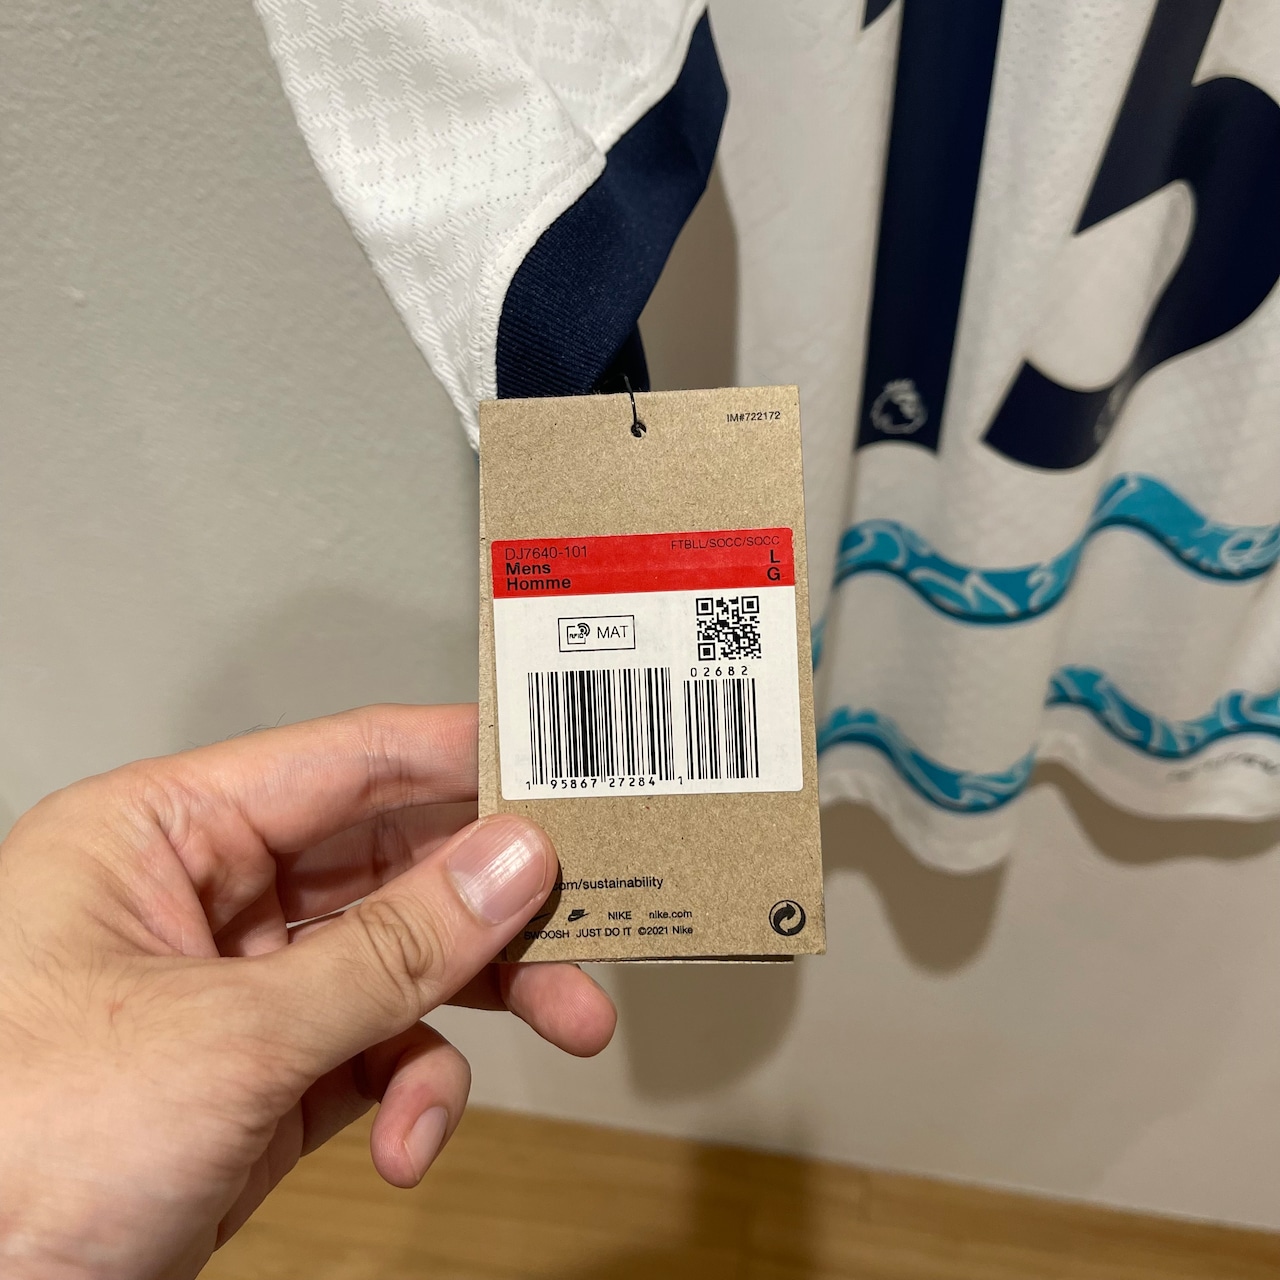 15
IM#722172
DJ7640-101 FTBLL/SOCC/SOCC
Mens L
Homme G
MAT
02682
1 95867 27284 1
com/sustainability
NIKE nike.com
SWOOSH JUST DO IT ©2021 Nike